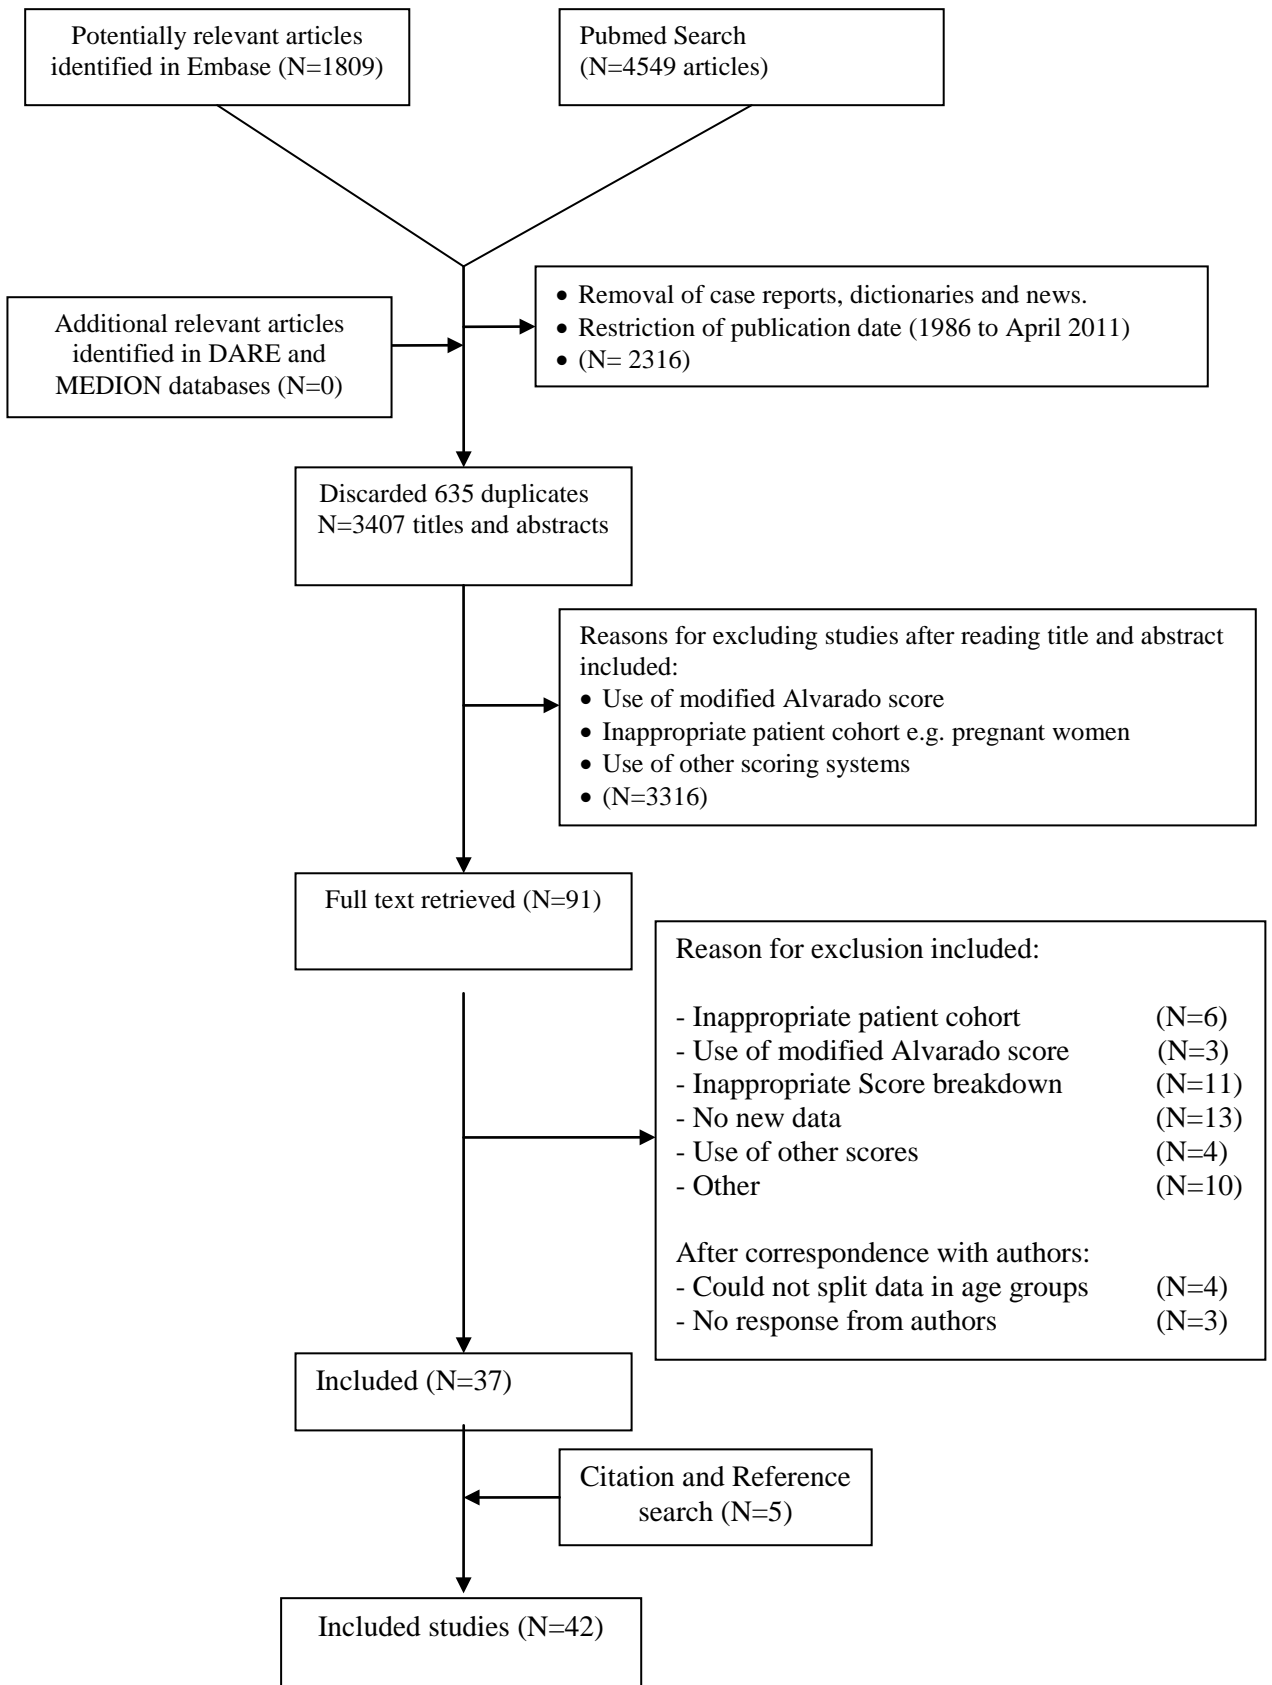 Potentially relevant articles
identified in Embase (N=1809)
Pubmed Search
(N=4549 articles)
• Removal of case reports, dictionaries and news.
• Restriction of publication date (1986 to April 2011)
• (N= 2316)
Additional relevant articles
identified in DARE and
MEDION databases (N=0)
Discarded 635 duplicates
N=3407 titles and abstracts
Reasons for excluding studies after reading title and abstract
included:
• Use of modified Alvarado score
• Inappropriate patient cohort e.g. pregnant women
• Use of other scoring systems
• (N=3316)
Full text retrieved (N=91)
Reason for exclusion included:
- Inappropriate patient cohort (N=6)
- Use of modified Alvarado score (N=3)
- Inappropriate Score breakdown (N=11)
- No new data (N=13)
- Use of other scores (N=4)
- Other (N=10)
After correspondence with authors:
- Could not split data in age groups (N=4)
- No response from authors (N=3)
Included (N=37)
Citation and Reference
search (N=5)
Included studies (N=42)